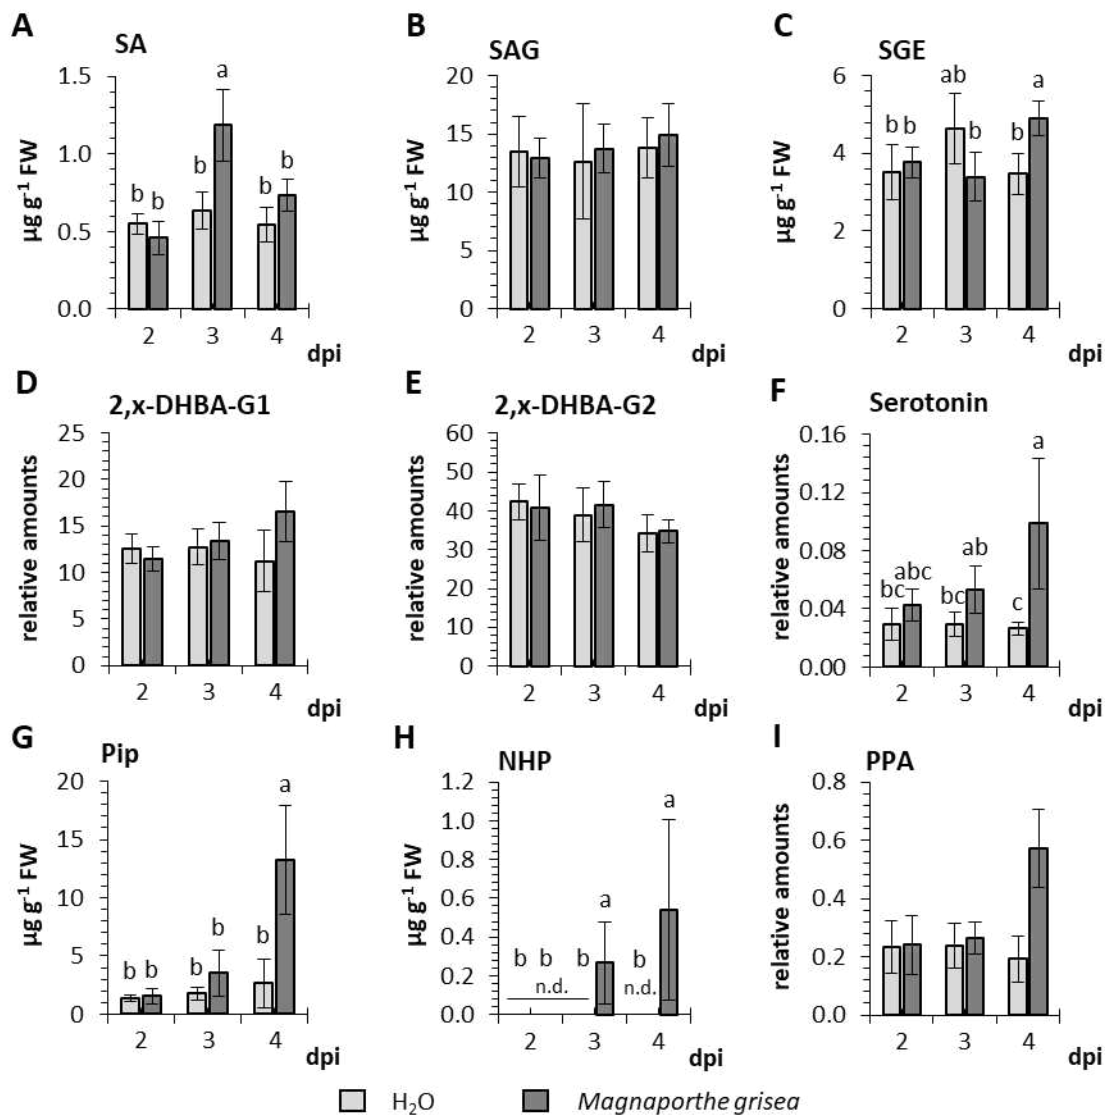 A
SA
µg g⁻¹ FW
1.5
1.0
0.5
0.0
b b b a b b
2 3 4
dpi
B
SAG
µg g⁻¹ FW
20
15
10
5
0
2 3 4
dpi
C
SGE
µg g⁻¹ FW
6
4
2
0
b b ab b b a
2 3 4
dpi
D
2,x-DHBA-G1
relative amounts
25
20
15
10
5
0
2 3 4
dpi
E
2,x-DHBA-G2
relative amounts
60
50
40
30
20
10
0
2 3 4
dpi
F
Serotonin
relative amounts
0.16
0.12
0.08
0.04
0.00
bc abc bc ab c a
2 3 4
dpi
G
Pip
µg g⁻¹ FW
20
15
10
5
0
b b b b b a
2 3 4
dpi
H
NHP
µg g⁻¹ FW
1.2
1.0
0.8
0.6
0.4
0.2
0.0
b b b a b a
n.d. n.d.
2 3 4
dpi
I
PPA
relative amounts
0.8
0.6
0.4
0.2
0.0
2 3 4
dpi
H₂O Magnaporthe grisea